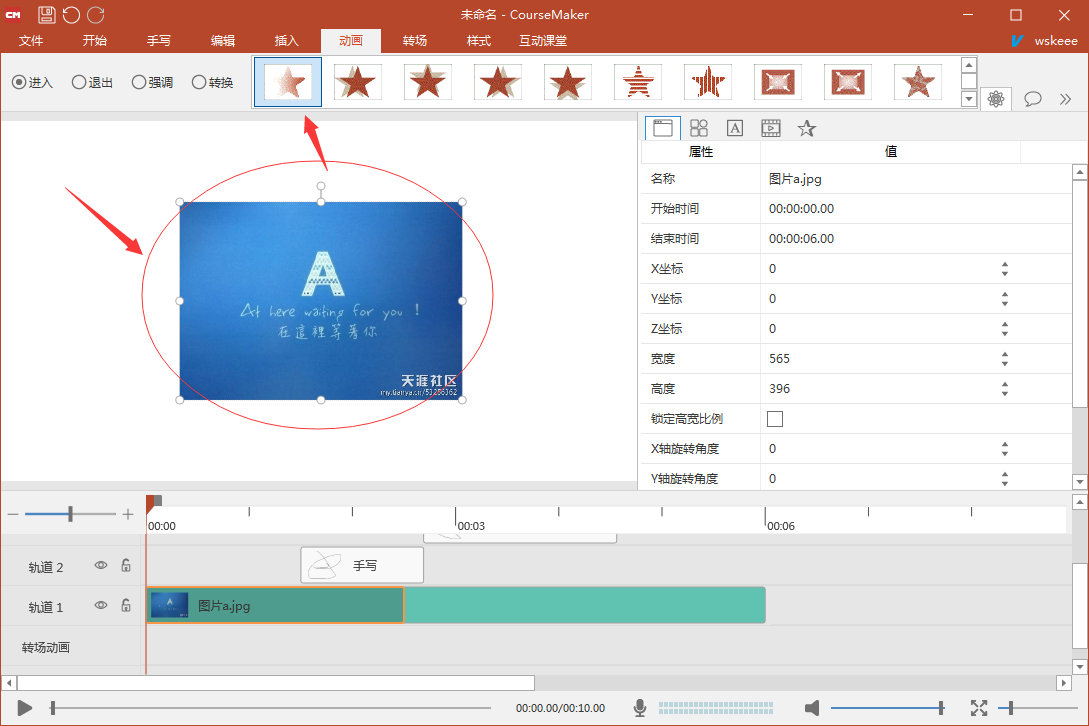 CM
未命名 - CourseMaker
文件 开始 手写 编辑 插入 动画 转场 样式 互动课堂
wskeee
进入 退出 强调 转换
属性 值
名称 图片a.jpg
开始时间 00:00:00.00
结束时间 00:00:06.00
X坐标 0
Y坐标 0
Z坐标 0
宽度 565
高度 396
锁定高宽比例
X轴旋转角度 0
Y轴旋转角度 0
A
At here waiting for you !
在這裡等著你
天涯社区
my.tianya.cn/53256362
00:00 00:03 00:06
轨道 2 手写
轨道 1 图片a.jpg
转场动画
00:00.00/00:10.00